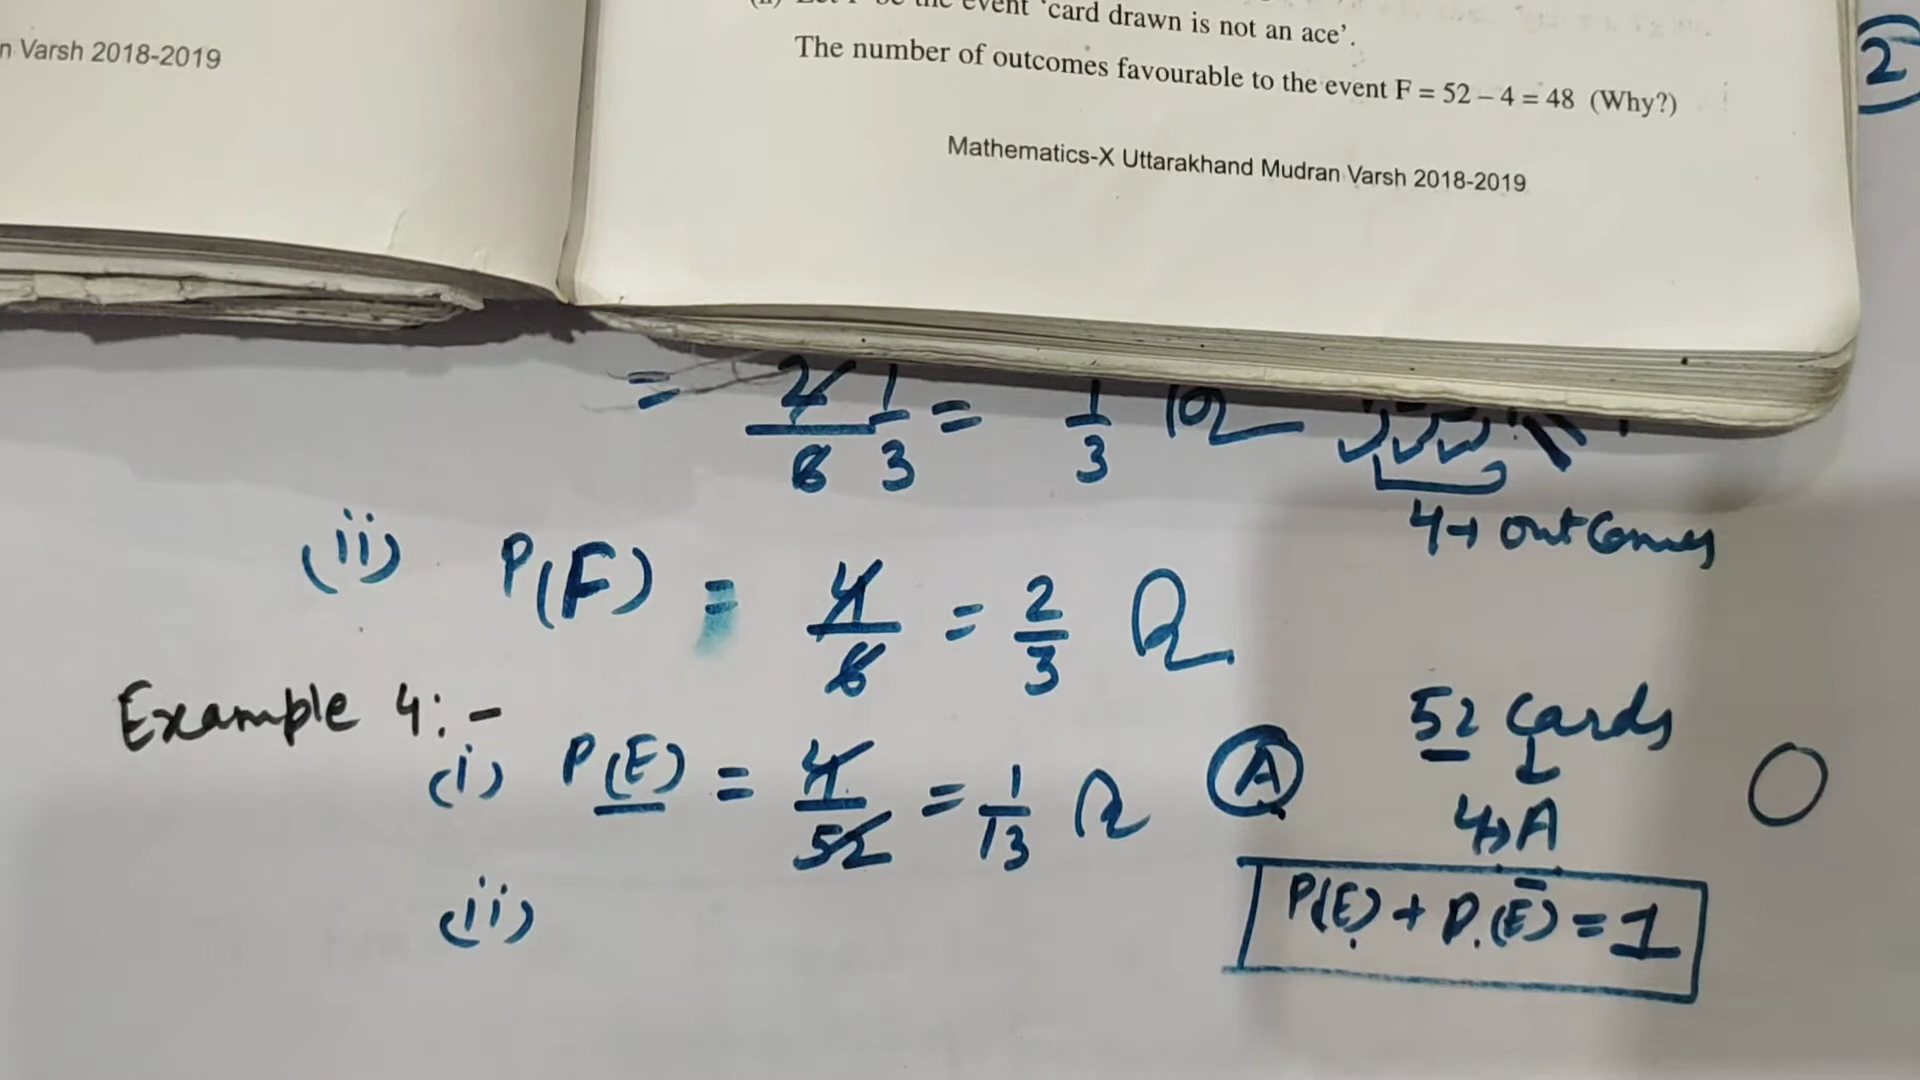 n Varsh 2018-2019
event 'card drawn is not an ace'.
The number of outcomes favourable to the event F = 52 – 4 = 48 (Why?)
Mathematics-X Uttarakhand Mudran Varsh 2018-2019
2
= 2/6 1/3 = 1/3
4→ outcomes
(ii) P(F) = 4/6 = 2/3
Example 4:-
(i) P(E) = 4/52 = 1/13
A
52 Cards
4→A
(ii)
P(E) + P(E̅) = 1